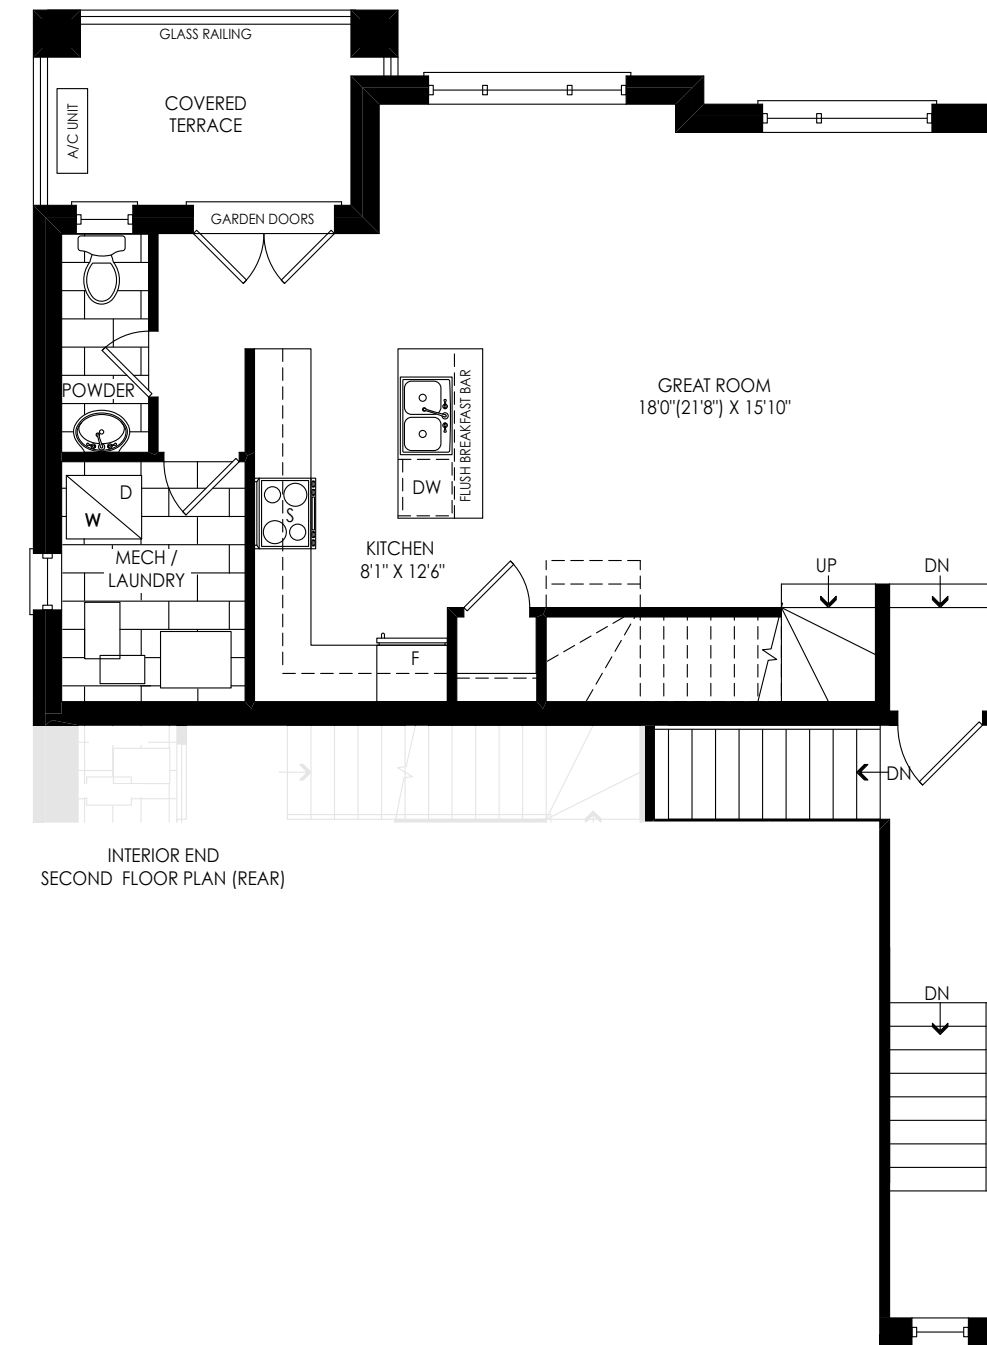 GLASS RAILING
COVERED
TERRACE
A/C UNIT
GARDEN DOORS
POWDER
FLUSH BREAKFAST BAR
GREAT ROOM
18'0"(21'8") X 15'10"
D
W
DW
S
MECH /
LAUNDRY
KITCHEN
8'1" X 12'6"
UP
DN
F
DN
INTERIOR END
SECOND FLOOR PLAN (REAR)
DN